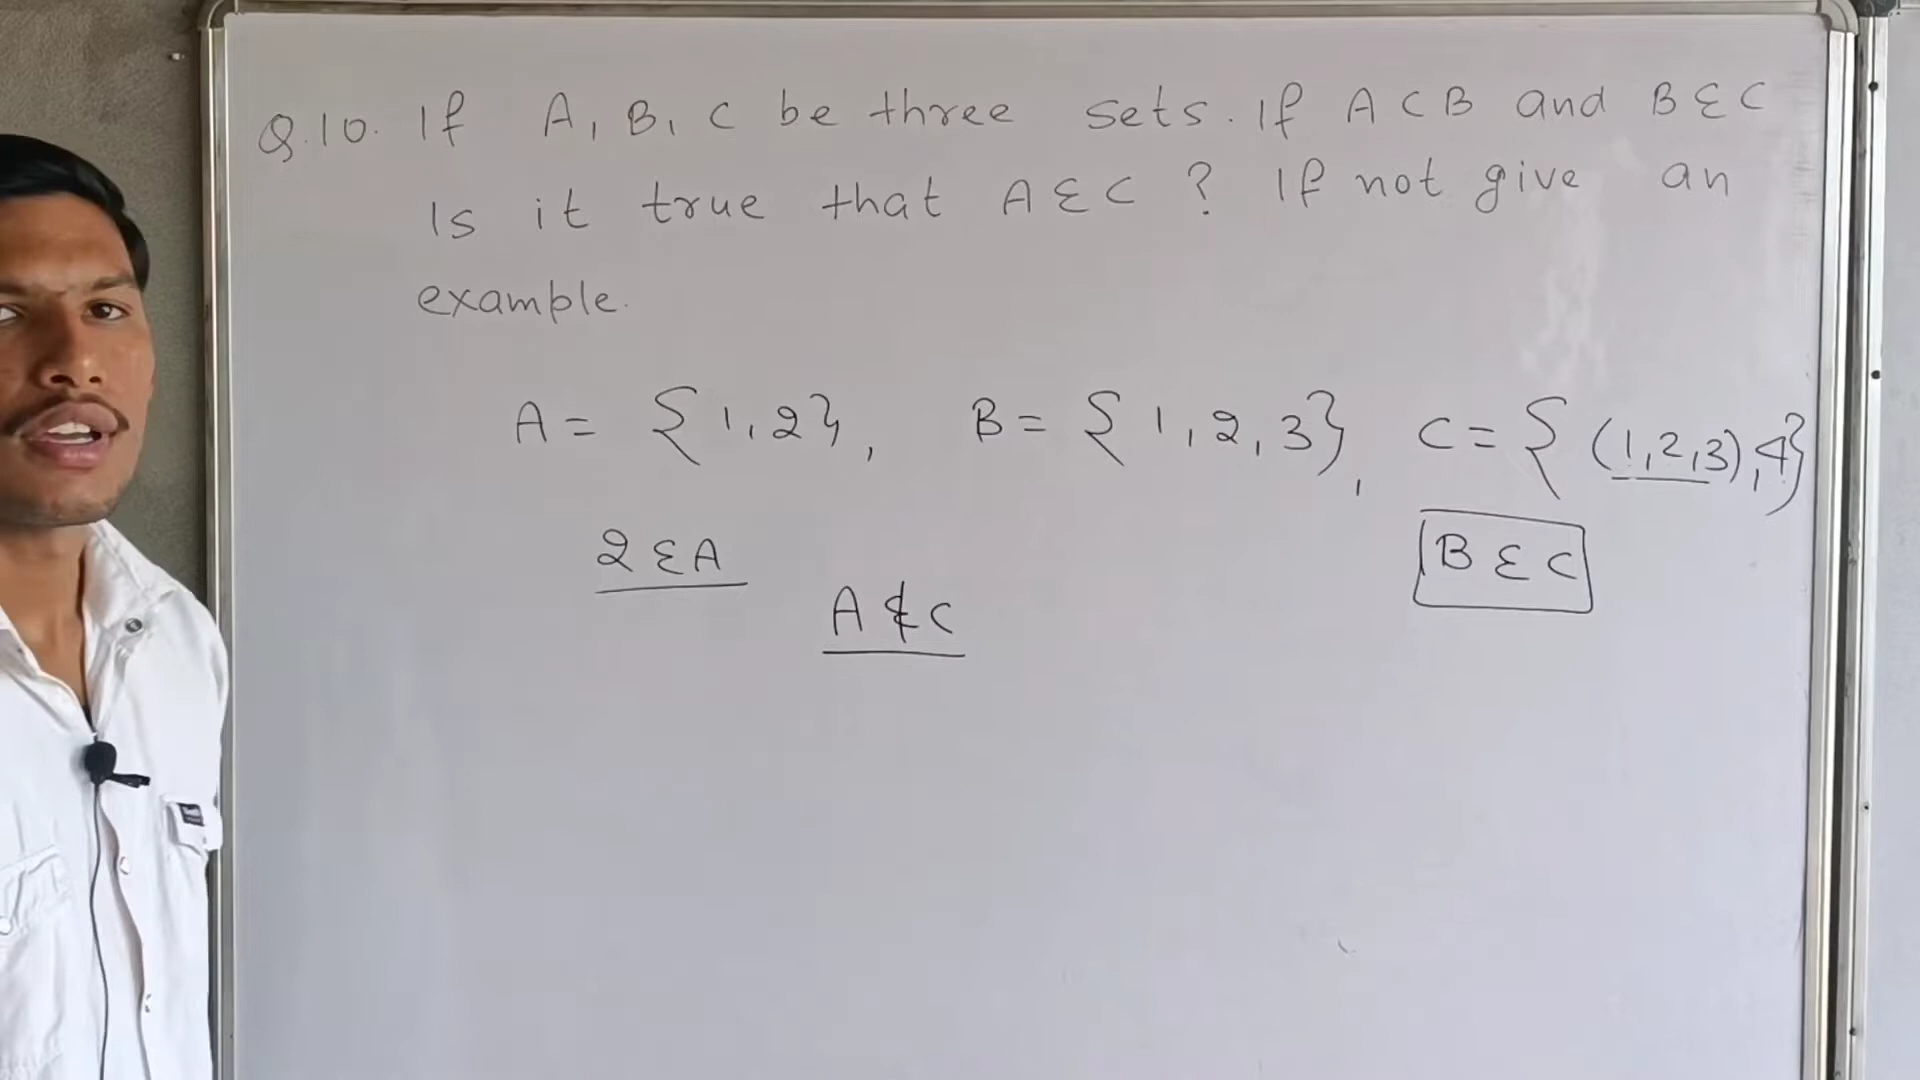 Q.10. If A, B, C be three sets. If A ⊂ B and B ∈ C
Is it true that A ∈ C ? If not give an
example.
A = {1,2}, B = {1,2,3}, C = {(1,2,3),4}
2 ∈ A
B ∈ C
A ∉ C